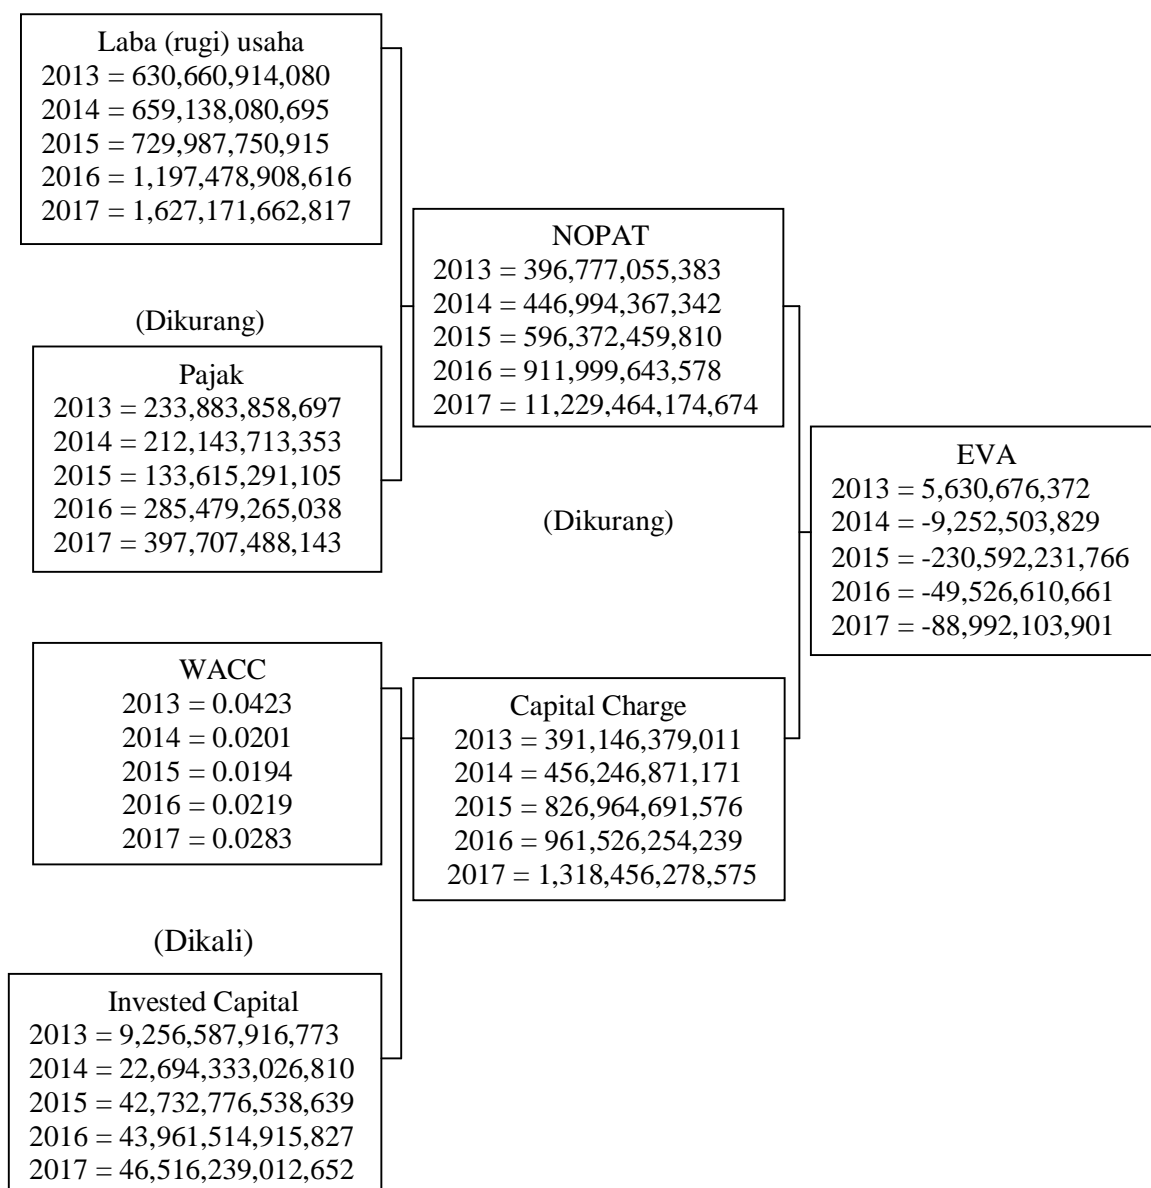 Laba (rugi) usaha
2013 = 630,660,914,080
2014 = 659,138,080,695
2015 = 729,987,750,915
2016 = 1,197,478,908,616
2017 = 1,627,171,662,817
(Dikurang)
Pajak
2013 = 233,883,858,697
2014 = 212,143,713,353
2015 = 133,615,291,105
2016 = 285,479,265,038
2017 = 397,707,488,143
NOPAT
2013 = 396,777,055,383
2014 = 446,994,367,342
2015 = 596,372,459,810
2016 = 911,999,643,578
2017 = 11,229,464,174,674
(Dikurang)
EVA
2013 = 5,630,676,372
2014 = -9,252,503,829
2015 = -230,592,231,766
2016 = -49,526,610,661
2017 = -88,992,103,901
WACC
2013 = 0.0423
2014 = 0.0201
2015 = 0.0194
2016 = 0.0219
2017 = 0.0283
(Dikali)
Invested Capital
2013 = 9,256,587,916,773
2014 = 22,694,333,026,810
2015 = 42,732,776,538,639
2016 = 43,961,514,915,827
2017 = 46,516,239,012,652
Capital Charge
2013 = 391,146,379,011
2014 = 456,246,871,171
2015 = 826,964,691,576
2016 = 961,526,254,239
2017 = 1,318,456,278,575